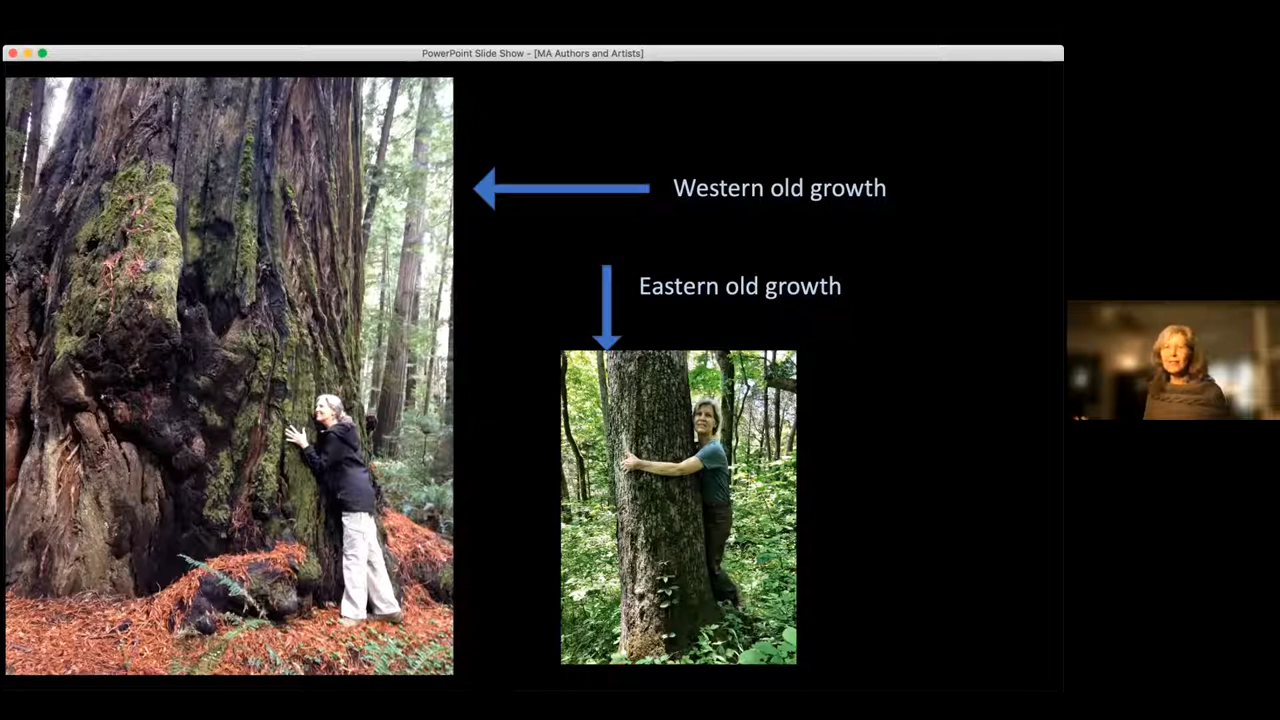 PowerPoint Slide Show - [MA Authors and Artists]
Western old growth
Eastern old growth